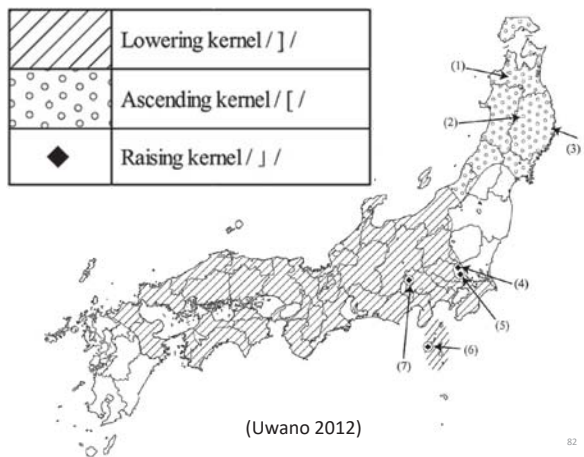 Lowering kernel / ] /
Ascending kernel / [ /
Raising kernel / 」 /
(1)
(2)
(3)
(4)
(5)
(6)
(7)
(Uwano 2012)
82